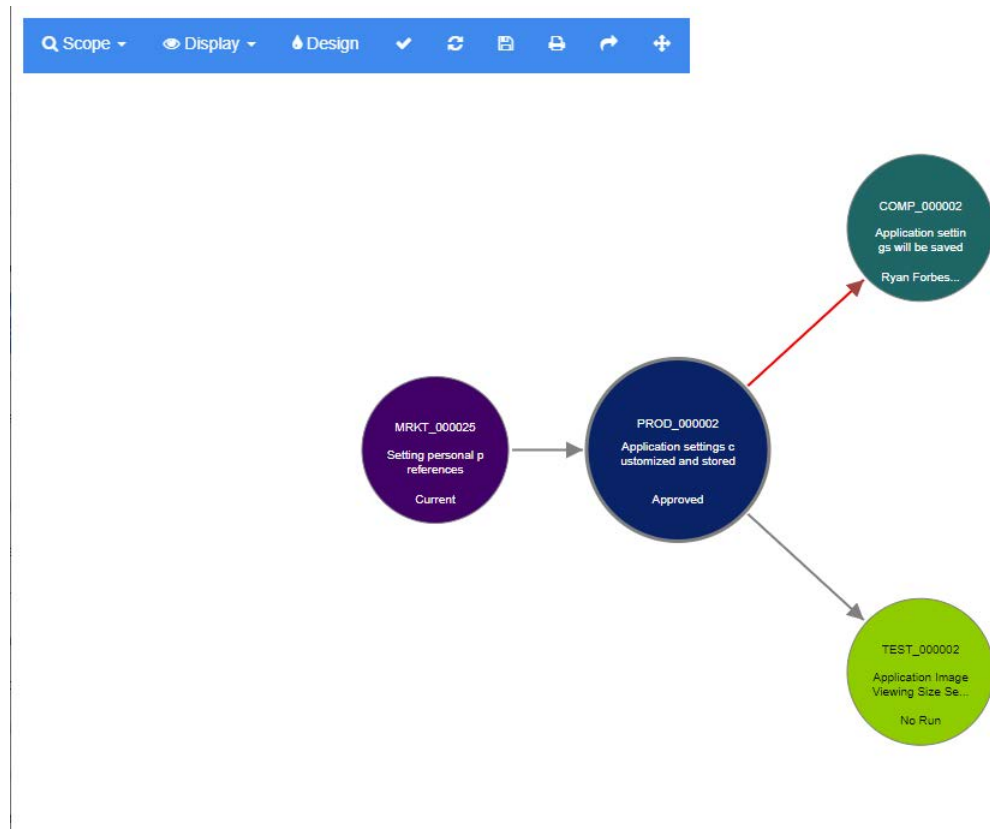 Scope Display Design
COMP_000002
Application settin
gs will be saved
Ryan Forbes...
MRKT_000025
Setting personal p
references
Current
PROD_000002
Application settings c
ustomized and stored
Approved
TEST_000002
Application Image
Viewing Size Se...
No Run